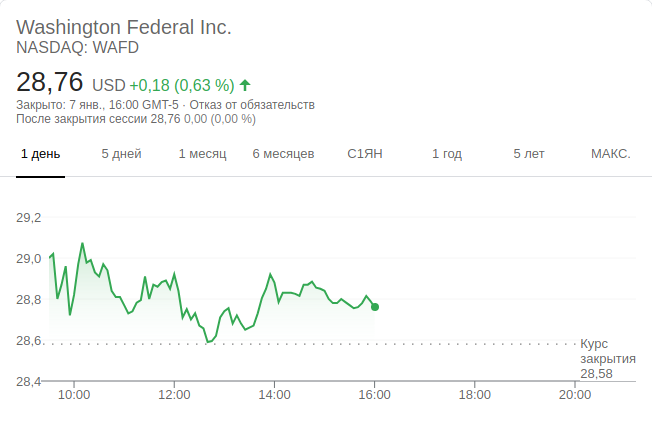 Washington Federal Inc.
NASDAQ: WAFD
28,76 USD +0,18 (0,63 %)
Закрыто: 7 янв., 16:00 GMT-5 · Отказ от обязательств
После закрытия сессии 28,76 0,00 (0,00 %)
1 день 5 дней 1 месяц 6 месяцев С1ЯН 1 год 5 лет МАКС.
29,2
29,0
28,8
28,6
Курс
закрытия
28,58
28,4
10:00 12:00 14:00 16:00 18:00 20:00